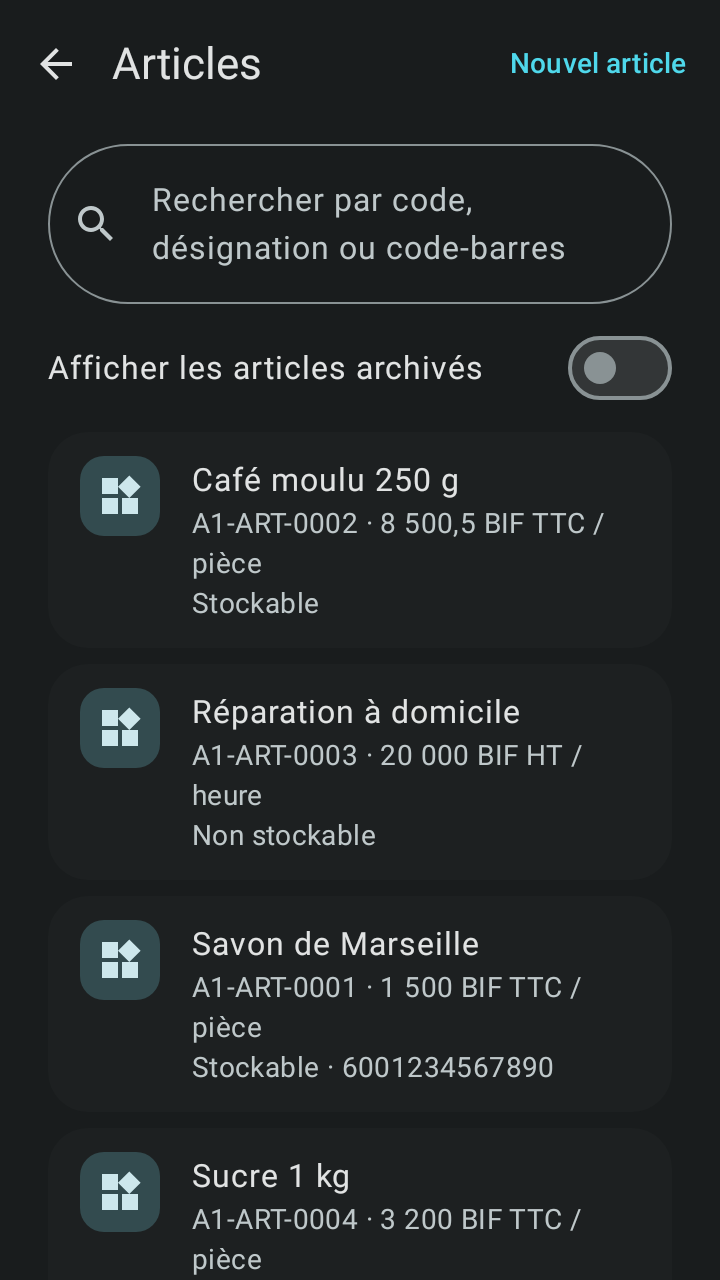 Articles
Nouvel article
Rechercher par code,
désignation ou code-barres
Afficher les articles archivés
Café moulu 250 g
A1-ART-0002 · 8 500,5 BIF TTC /
pièce
Stockable
Réparation à domicile
A1-ART-0003 · 20 000 BIF HT /
heure
Non stockable
Savon de Marseille
A1-ART-0001 · 1 500 BIF TTC /
pièce
Stockable · 6001234567890
Sucre 1 kg
A1-ART-0004 · 3 200 BIF TTC /
pièce